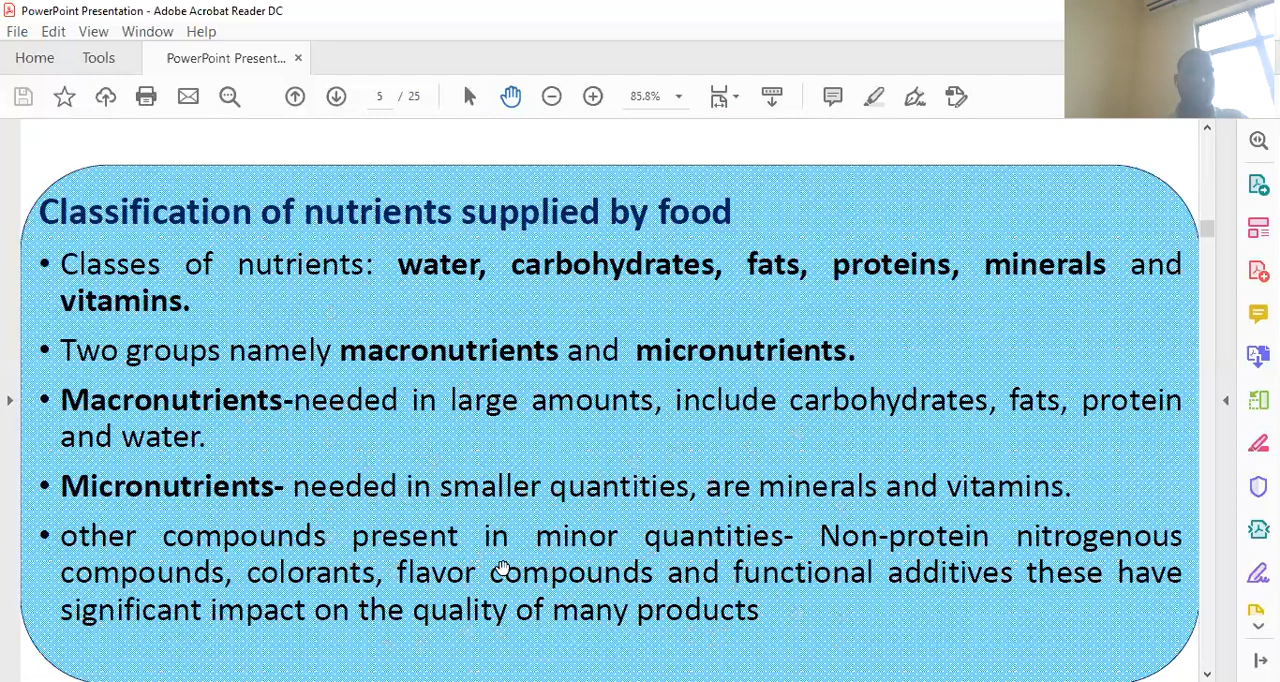 PowerPoint Presentation - Adobe Acrobat Reader DC
File Edit View Window Help
Home Tools PowerPoint Present... ×
5 / 25 85.8%
Classification of nutrients supplied by food
• Classes of nutrients: water, carbohydrates, fats, proteins, minerals and
vitamins.
• Two groups namely macronutrients and micronutrients.
• Macronutrients-needed in large amounts, include carbohydrates, fats, protein
and water.
• Micronutrients- needed in smaller quantities, are minerals and vitamins.
• other compounds present in minor quantities- Non-protein nitrogenous
compounds, colorants, flavor compounds and functional additives these have
significant impact on the quality of many products